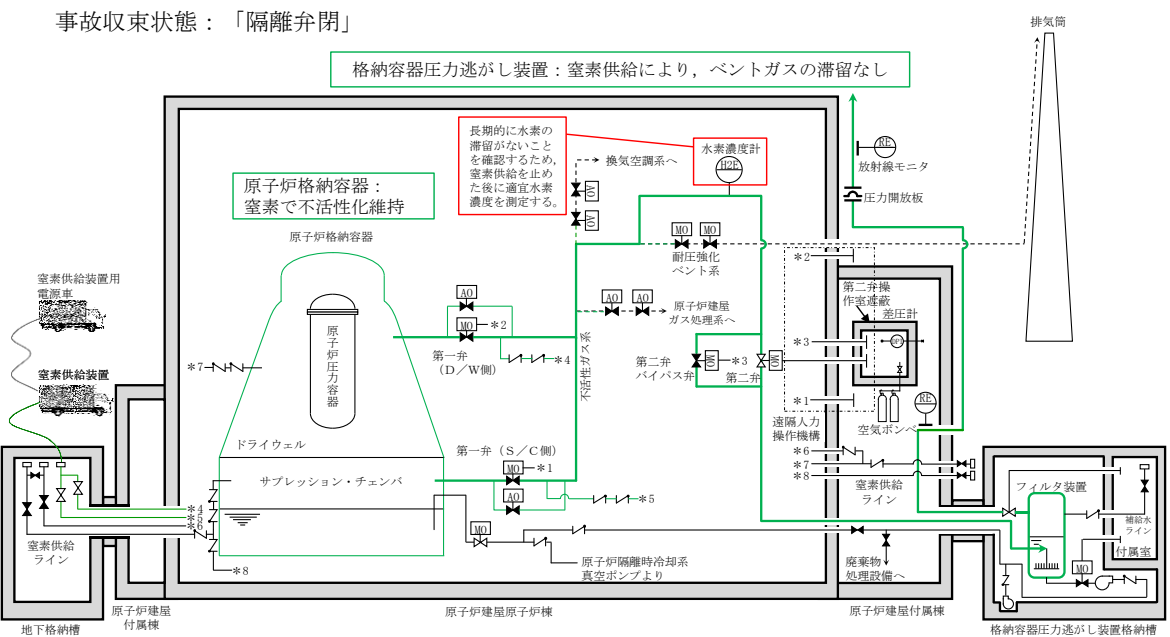 事故収束状態：「隔離弁閉」
排気筒
格納容器圧力逃がし装置：窒素供給により，ベントガスの滞留なし
長期的に水素の
滞留がないこと
を確認するため，
窒素供給を止め
た後に適宜水素
濃度を測定する。
水素濃度計
H2E
換気空調系へ
AO
AO
RE
放射線モニタ
圧力開放板
原子炉格納容器：
窒素で不活性化維持
原子炉格納容器
MO
MO
耐圧強化
ベント系
＊2
窒素供給装置用
電源車
窒素供給装置
原子炉圧力容器
AO
MO
＊2
第一弁
（D／W側）
＊4
AO
AO
原子炉建屋
ガス処理系へ
不活性ガス系
第二弁操
作室遮蔽
差圧計
DPI
＊7
MO
＊3
第二弁
バイパス弁
MO
第二弁
＊3
＊1
遠隔人力
操作機構
空気ボンベ
RE
ドライウェル
サプレッション・チェンバ
第一弁（S／C側）
MO
＊1
AO
＊5
＊6
＊7
＊8
窒素供給
ライン
＊4
＊5
＊6
窒素供給
ライン
＊8
MO
原子炉隔離時冷却系
真空ポンプより
廃棄物
処理設備へ
フィルタ装置
補給水
ライン
付属室
MO
地下格納槽
原子炉建屋
付属棟
原子炉建屋原子炉棟
原子炉建屋付属棟
格納容器圧力逃がし装置格納槽